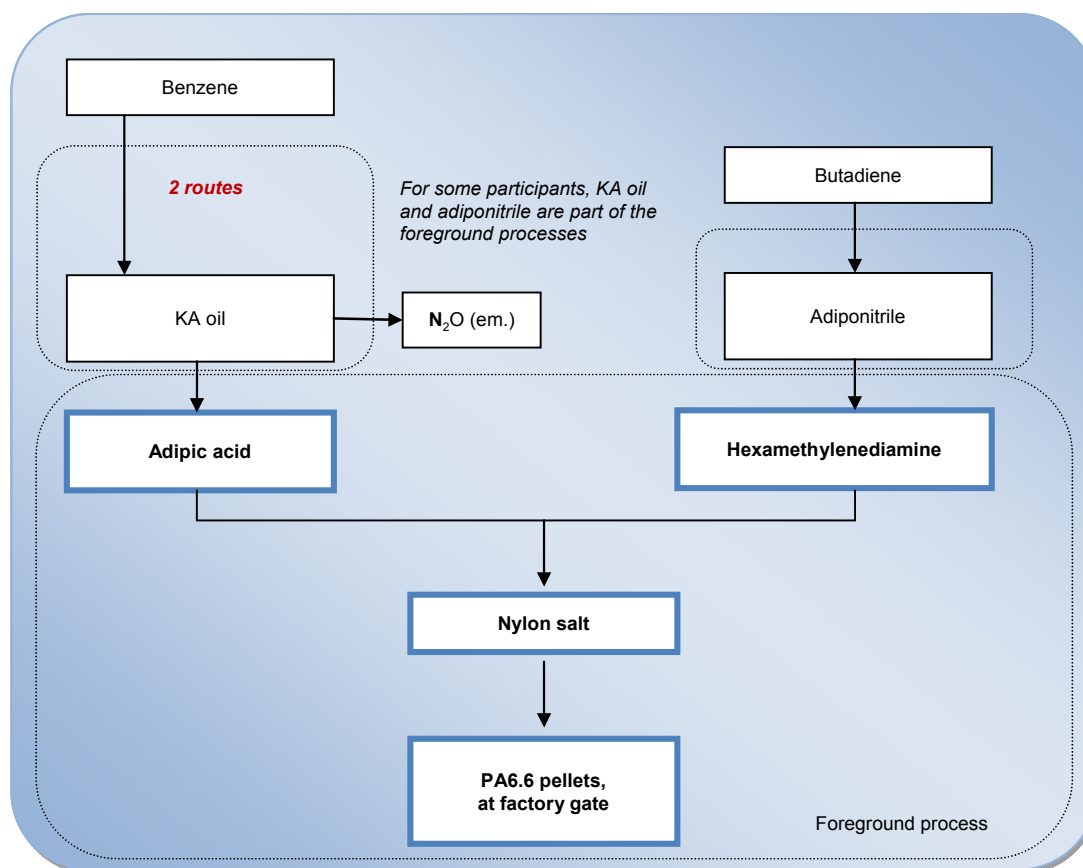 Benzene
2 routes
For some participants, KA oil
and adiponitrile are part of the
foreground processes
Butadiene
KA oil
N₂O (em.)
Adiponitrile
Adipic acid
Hexamethylenediamine
Nylon salt
PA6.6 pellets,
at factory gate
Foreground process